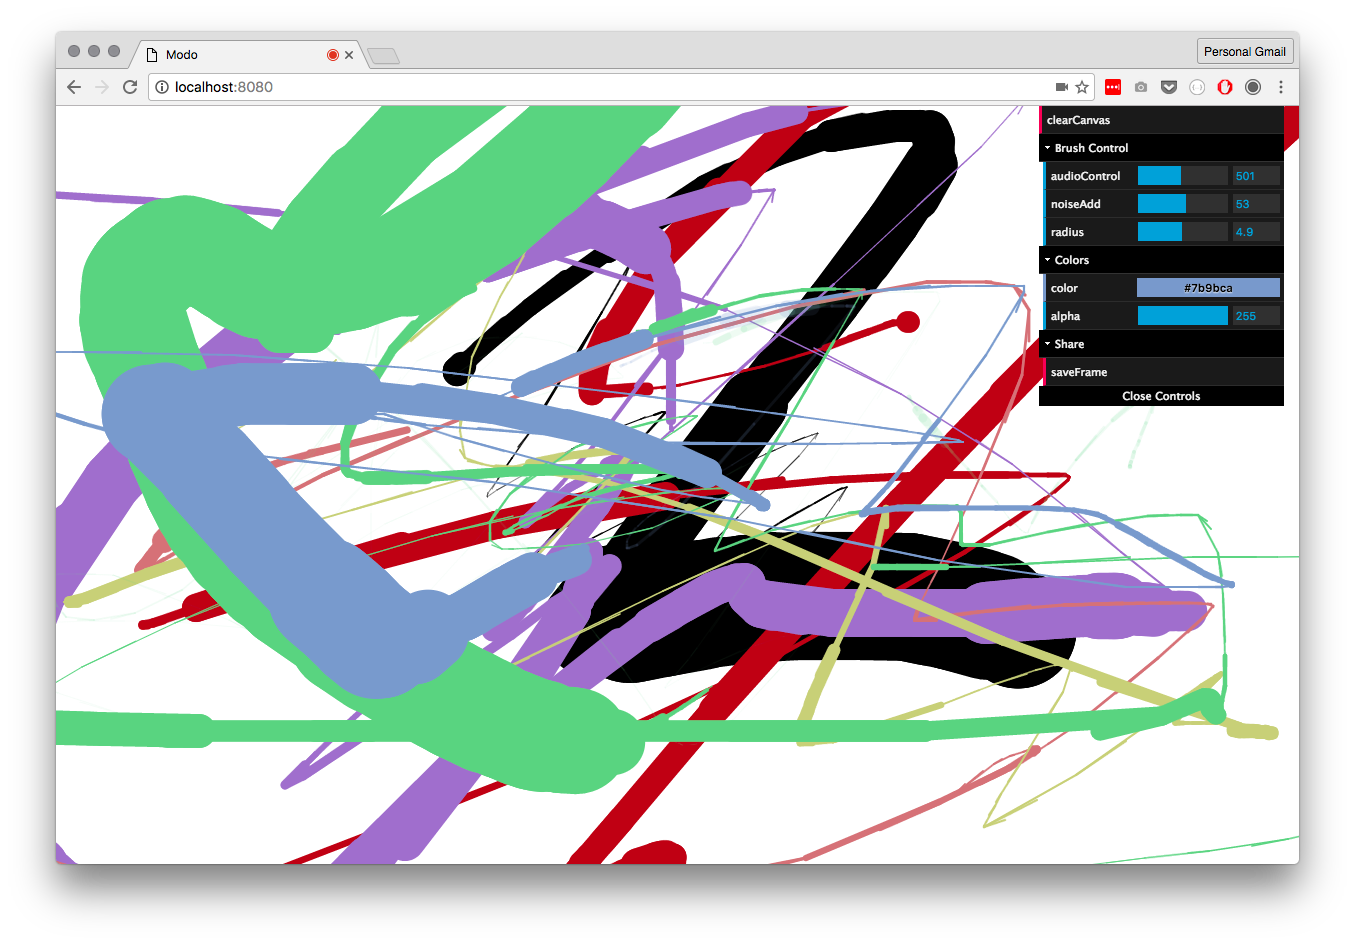 Modo
Personal Gmail
localhost:8080
clearCanvas
Brush Control
audioControl 501
noiseAdd 53
radius 4.9
Colors
color #7b9bca
alpha 255
Share
saveFrame
Close Controls